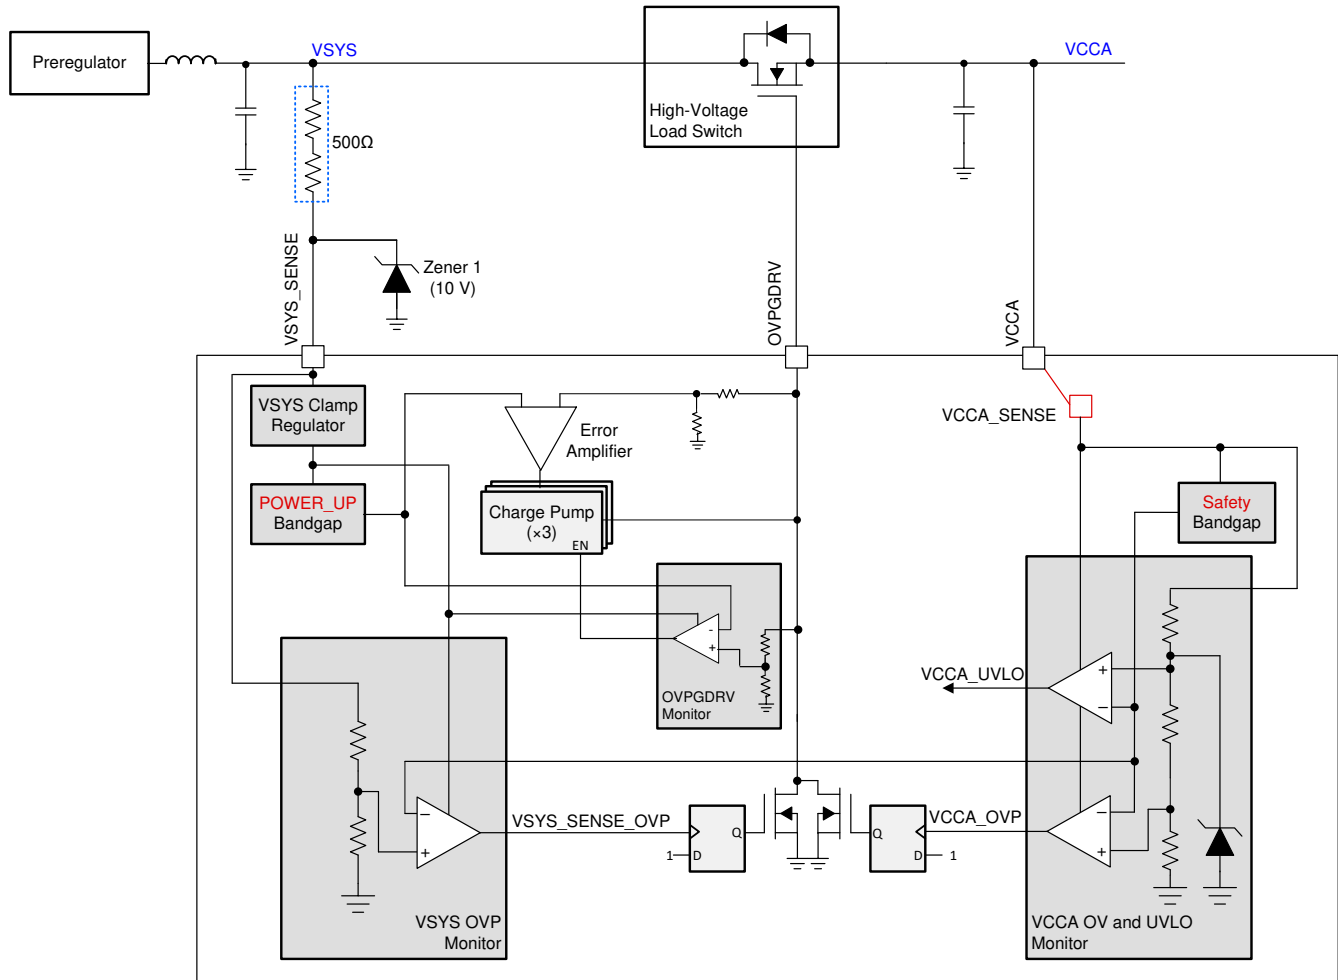 Preregulator
VSYS
VCCA
High-Voltage
Load Switch
500Ω
VSYS_SENSE
Zener 1
(10 V)
OVPGDRV
VCCA
VSYS Clamp
Regulator
Error
Amplifier
VCCA_SENSE
POWER_UP
Bandgap
Charge Pump
(×3)
EN
Safety
Bandgap
-
+
OVPGDRV
Monitor
VCCA_UVLO
+
−
−
+
VSYS_SENSE_OVP
Q
1
D
Q
D
1
VCCA_OVP
−
+
VSYS OVP
Monitor
VCCA OV and UVLO
Monitor